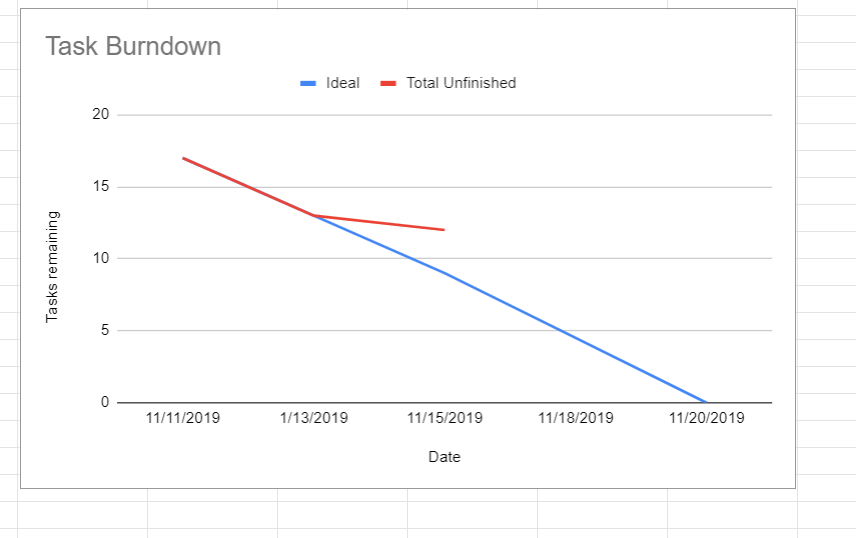 Task Burndown
Ideal Total Unfinished
20
15
10
5
0
Tasks remaining
11/11/2019 1/13/2019 11/15/2019 11/18/2019 11/20/2019
Date